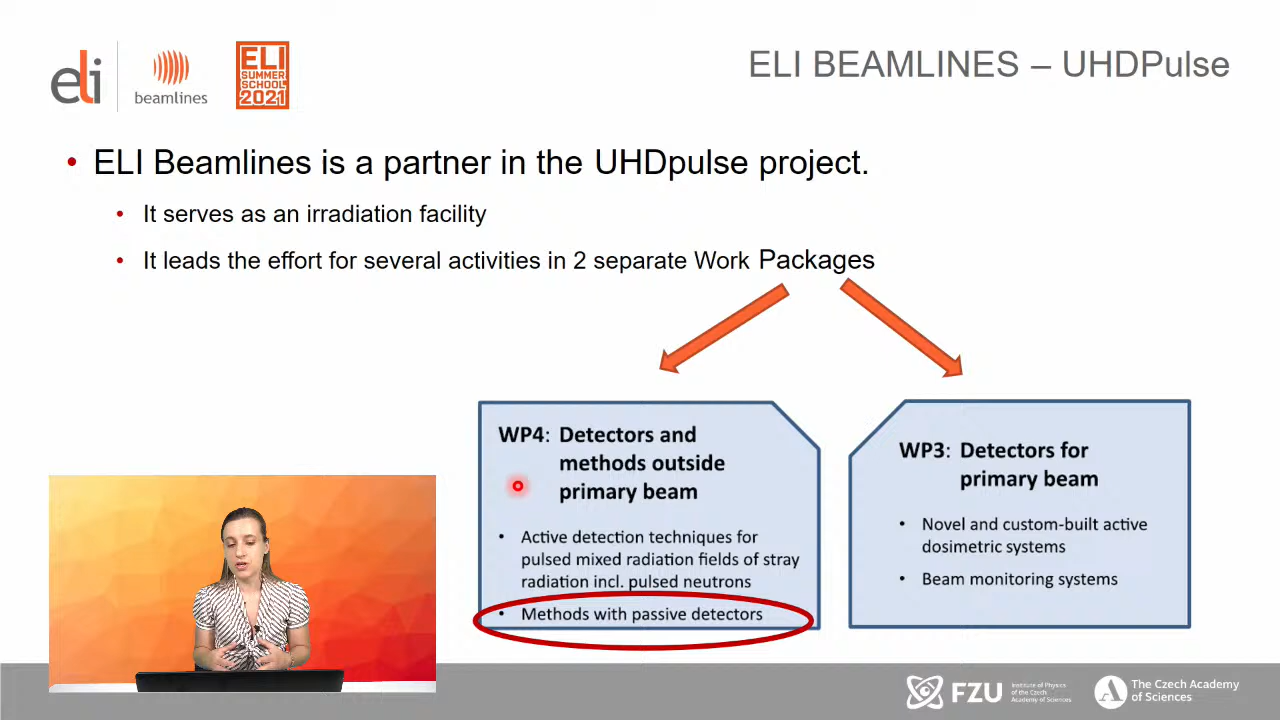 eli
beamlines
ELI
SUMMER
SCHOOL
2021
ELI BEAMLINES – UHDPulse
• ELI Beamlines is a partner in the UHDpulse project.
• It serves as an irradiation facility
• It leads the effort for several activities in 2 separate Work Packages
WP4: Detectors and
methods outside
primary beam
• Active detection techniques for
pulsed mixed radiation fields of stray
radiation incl. pulsed neutrons
• Methods with passive detectors
WP3: Detectors for
primary beam
• Novel and custom-built active
dosimetric systems
• Beam monitoring systems
FZU
Institute of Physics
of the Czech
Academy of Sciences
The Czech Academy
of Sciences